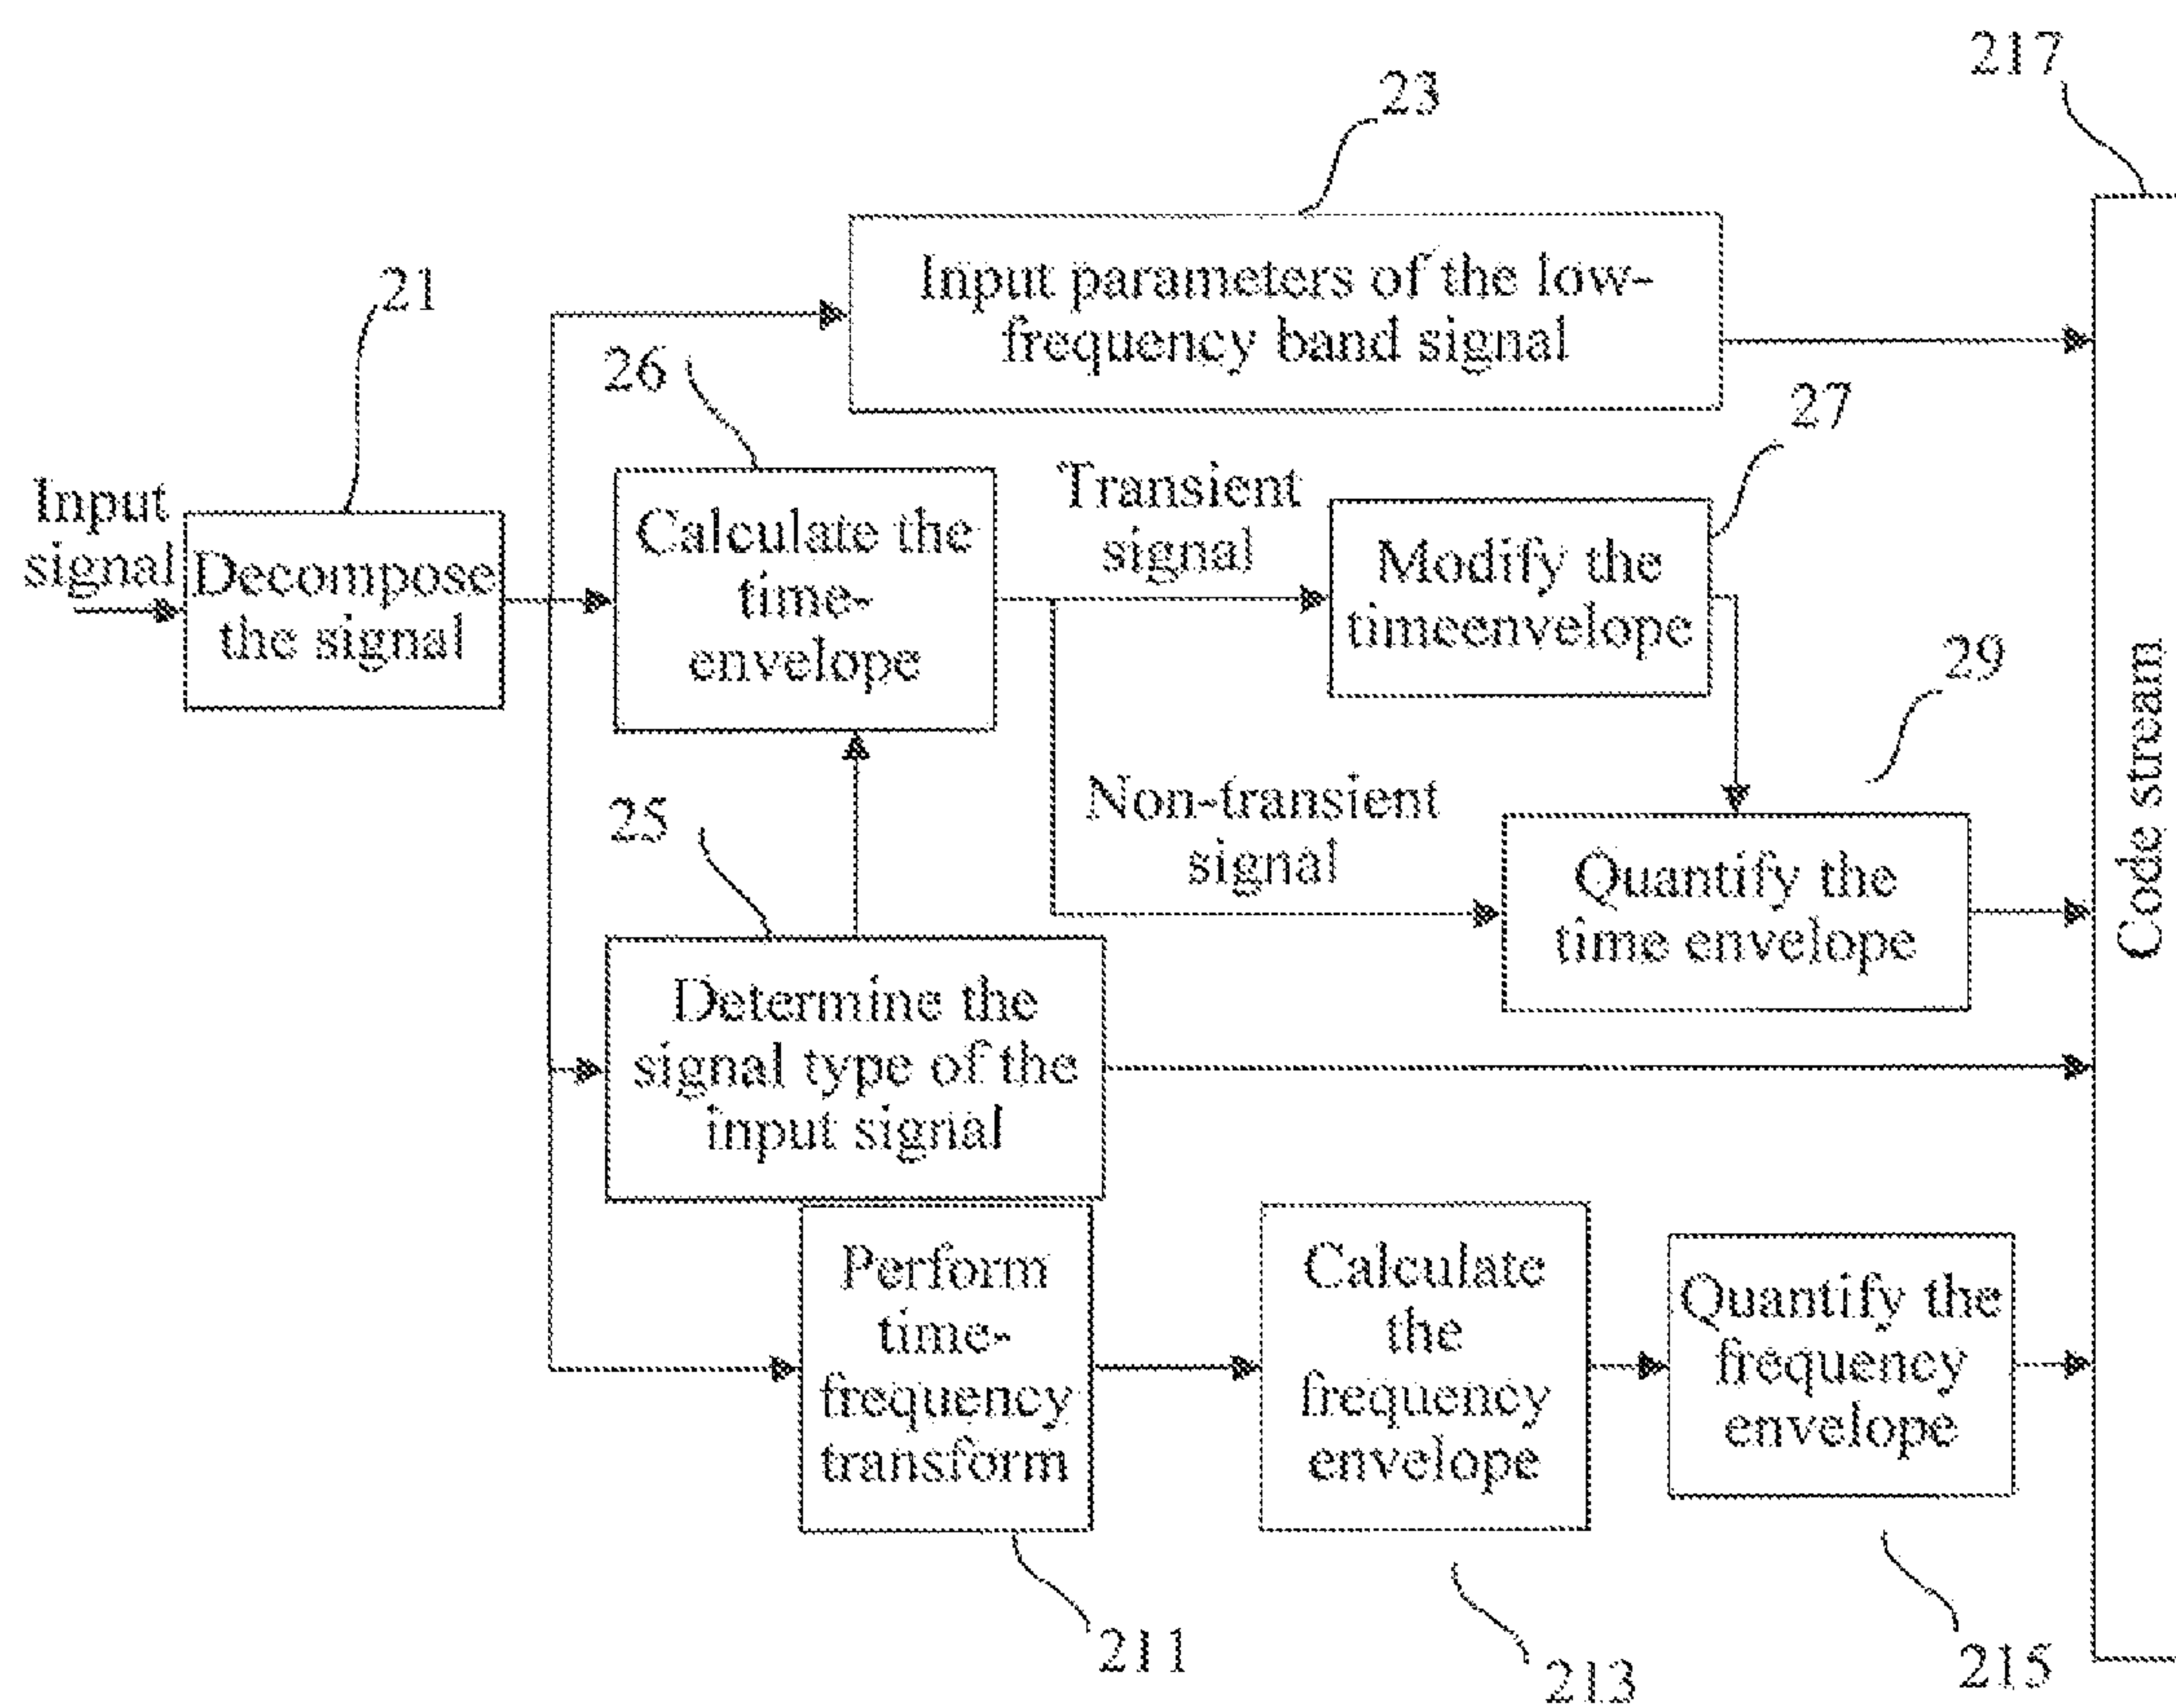 217
23
Input parameters of the low-
frequency band signal
21
26
27
Input
signal
Decompose
the signal
Calculate the
time-
envelope
Transient
signal
Modify the
timeenvelope
29
Code stream
25
Non-transient
signal
Quantify the
time envelope
Determine the
signal type of the
input signal
Perform
time-
frequency
transform
Calculate
the
frequency
envelope
Quantify the
frequency
envelope
211
213
215